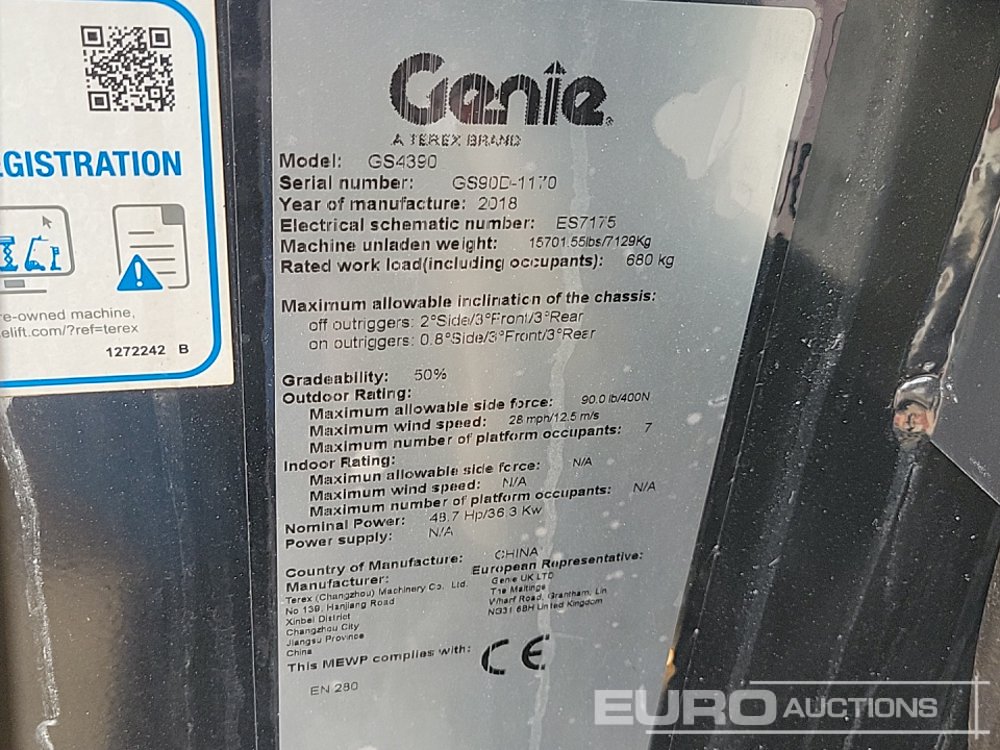 EGISTRATION
re-owned machine,
elift.com/?ref=terex
1272242 B
Genie
A TEREX BRAND
Model: GS4390
Serial number: GS90D-1170
Year of manufacture: 2018
Electrical schematic number: ES7175
Machine unladen weight: 15701.55lbs/7129Kg
Rated work load(including occupants): 680 kg
Maximum allowable inclination of the chassis:
off outriggers: 2°Side/3°Front/3°Rear
on outriggers: 0.8°Side/3°Front/3°Rear
Gradeability: 50%
Outdoor Rating:
Maximum allowable side force: 90.0 lb/400N
Maximum wind speed: 28 mph/12.5 m/s
Maximum number of platform occupants: 7
Indoor Rating:
Maximun allowable side force: N/A
Maximum wind speed: N/A
Maximum number of platform occupants: N/A
Nominal Power: 48.7 Hp/36.3 Kw
Power supply: N/A
Country of Manufacture: CHINA
Manufacturer:
Terex (Changzhou) Machinery Co. Ltd.
No 139, Hanjiang Road
Xinbei District
Changzhou City
Jiangsu Province
China
European Representative:
Genie UK LTD
The Maltings
Wharf Road, Grantham, Lin
NG31 6BH United Kingdom
This MEWP complies with: CE
EN 280
EURO AUCTIONS